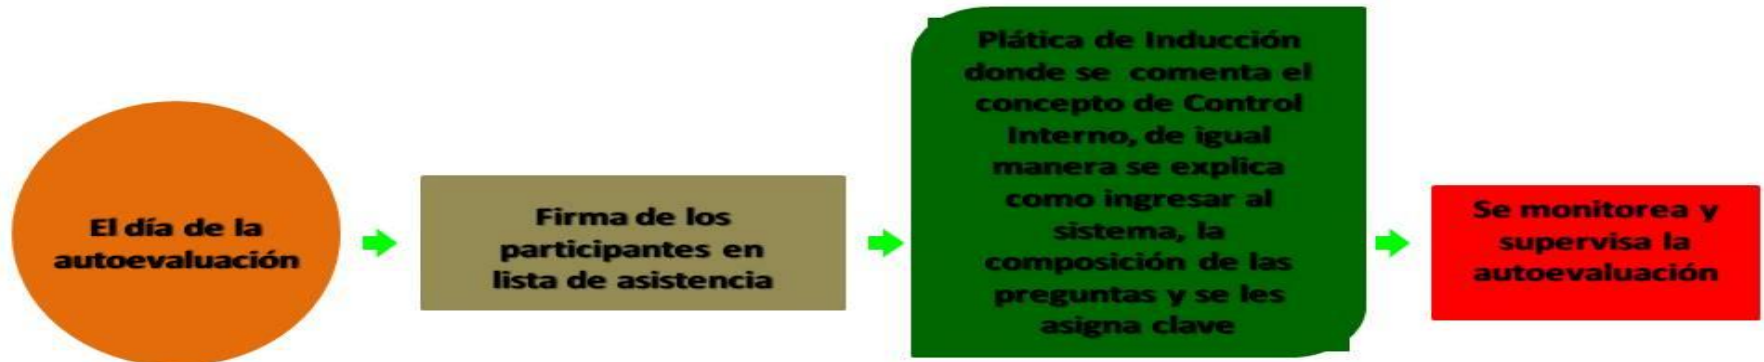 El día de la
autoevaluación
Firma de los
participantes en
lista de asistencia
Plática de Inducción
donde se comenta el
concepto de Control
Interno, de igual
manera se explica
como ingresar al
sistema, la
composición de las
preguntas y se les
asigna clave
Se monitorea y
supervisa la
autoevaluación